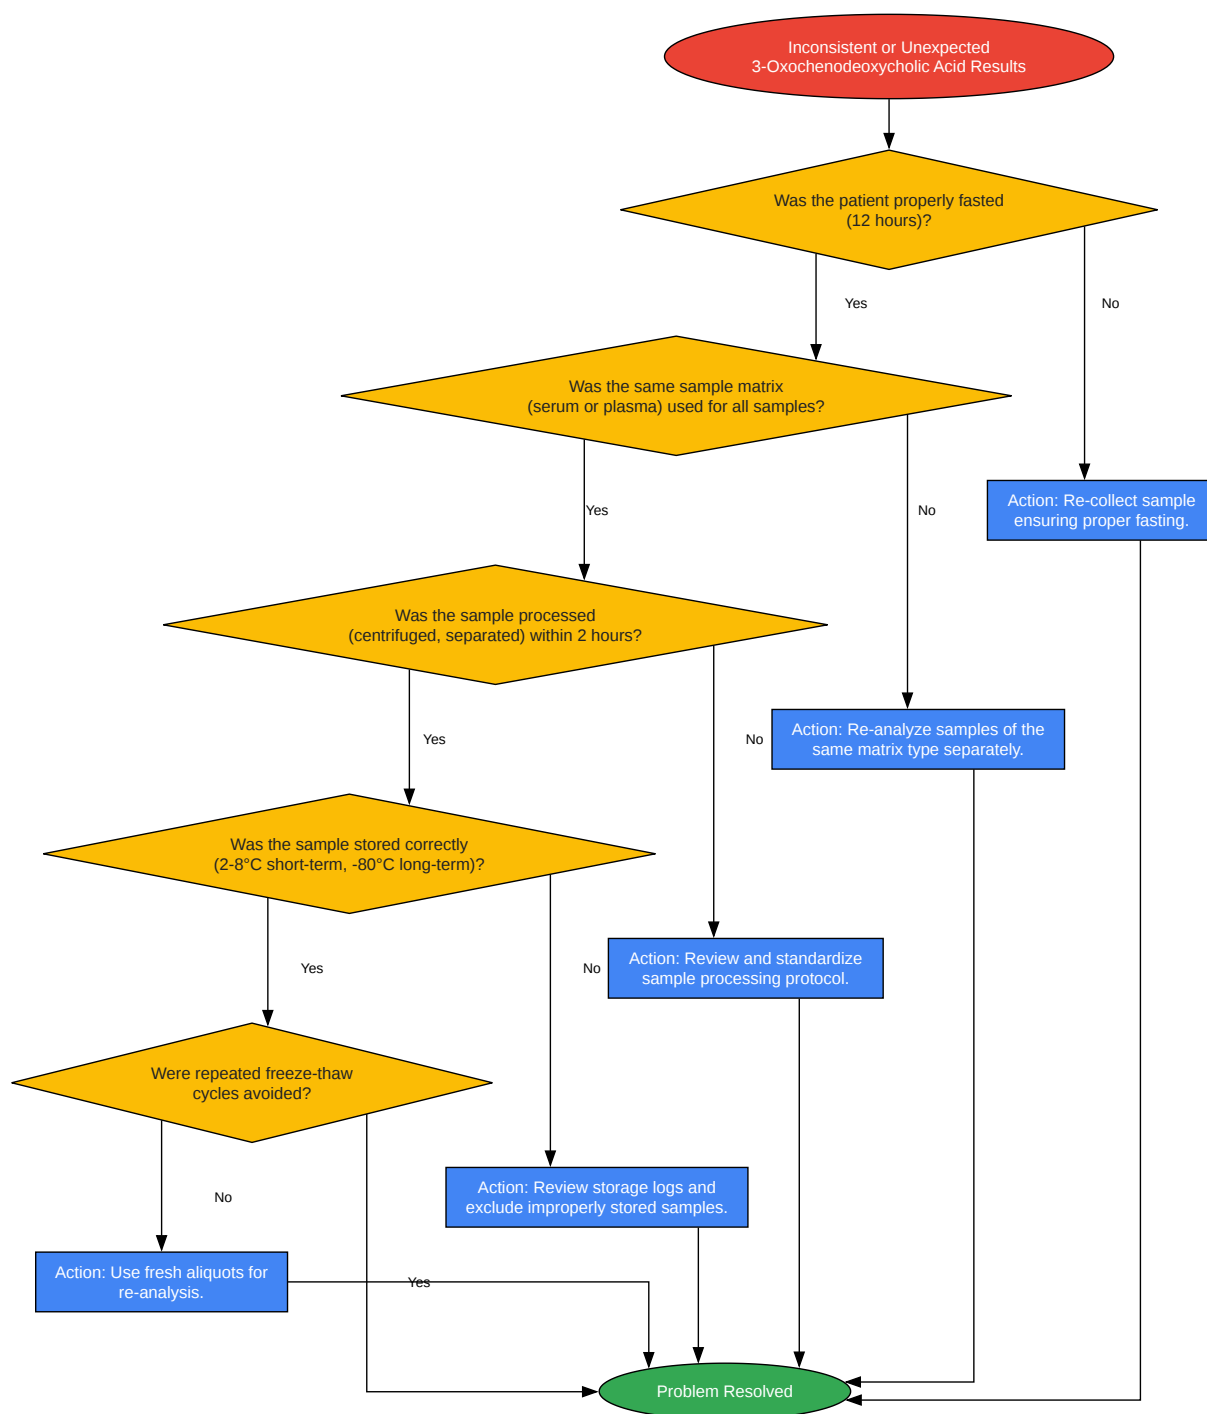 Inconsistent or Unexpected
3-Oxochenodeoxycholic Acid Results
Was the patient properly fasted
(12 hours)?
Yes
No
Was the same sample matrix
(serum or plasma) used for all samples?
Yes
No
Action: Re-collect sample
ensuring proper fasting.
Was the sample processed
(centrifuged, separated) within 2 hours?
Yes
No
Action: Re-analyze samples of the
same matrix type separately.
Was the sample stored correctly
(2-8°C short-term, -80°C long-term)?
Yes
No
Action: Review and standardize
sample processing protocol.
Were repeated freeze-thaw
cycles avoided?
No
Action: Review storage logs and
exclude improperly stored samples.
Action: Use fresh aliquots for
re-analysis.
Yes
Problem Resolved